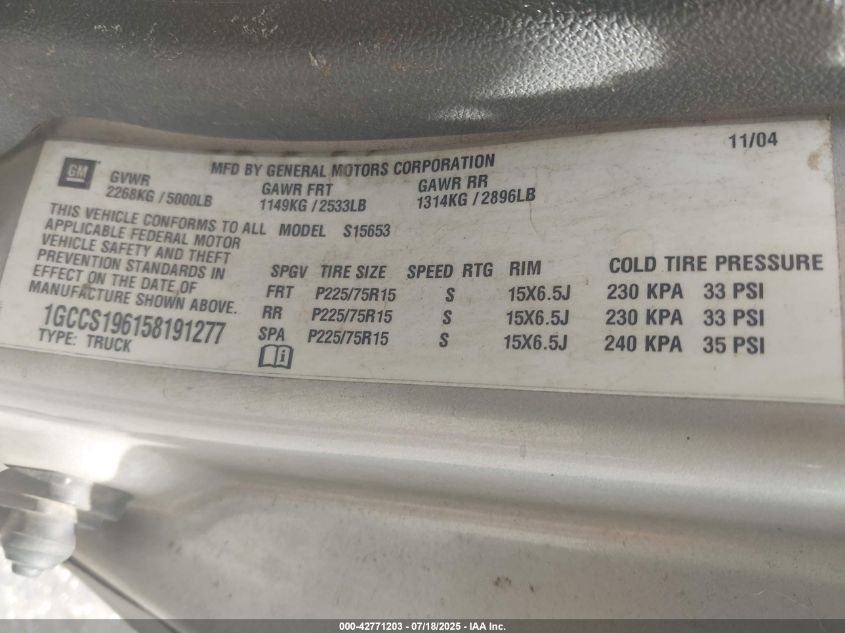 11/04
GM
MFD BY GENERAL MOTORS CORPORATION
GVWR GAWR FRT GAWR RR
2268KG / 5000LB 1149KG / 2533LB 1314KG / 2896LB
THIS VEHICLE CONFORMS TO ALL
APPLICABLE FEDERAL MOTOR
VEHICLE SAFETY AND THEFT
PREVENTION STANDARDS IN
EFFECT ON THE DATE OF
MANUFACTURE SHOWN ABOVE.
1GCCS196158191277
TYPE: TRUCK
MODEL S15653
SPGV TIRE SIZE SPEED RTG RIM COLD TIRE PRESSURE
FRT P225/75R15 S 15X6.5J 230 KPA 33 PSI
RR P225/75R15 S 15X6.5J 230 KPA 33 PSI
SPA P225/75R15 S 15X6.5J 240 KPA 35 PSI
000-42771203 - 07/18/2025 - IAA Inc.